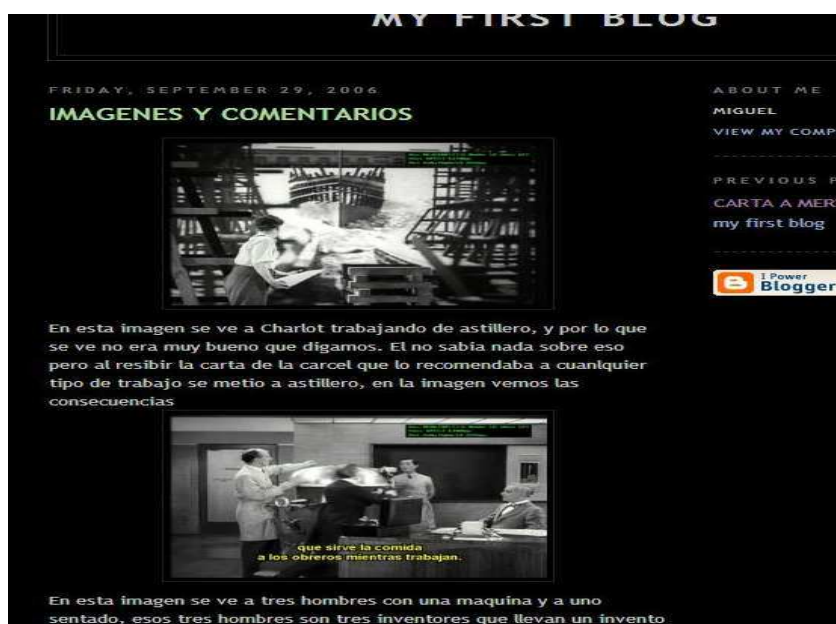 MY FIRST BLOG
FRIDAY, SEPTEMBER 29, 2006
IMAGENES Y COMENTARIOS
En esta imagen se ve a Charlot trabajando de astillero, y por lo que
se ve no era muy bueno que digamos. El no sabia nada sobre eso
pero al resibir la carta de la carcel que lo recomendaba a cuanlquier
tipo de trabajo se metio a astillero, en la imagen vemos las
consecuencias
que sirve la comida
a los obreros mientras trabajan.
En esta imagen se ve a tres hombres con una maquina y a uno
sentado, esos tres hombres son tres inventores que llevan un invento
ABOUT ME
MIGUEL
VIEW MY COMP
PREVIOUS P
CARTA A MER
my first blog
I Power
Blogger